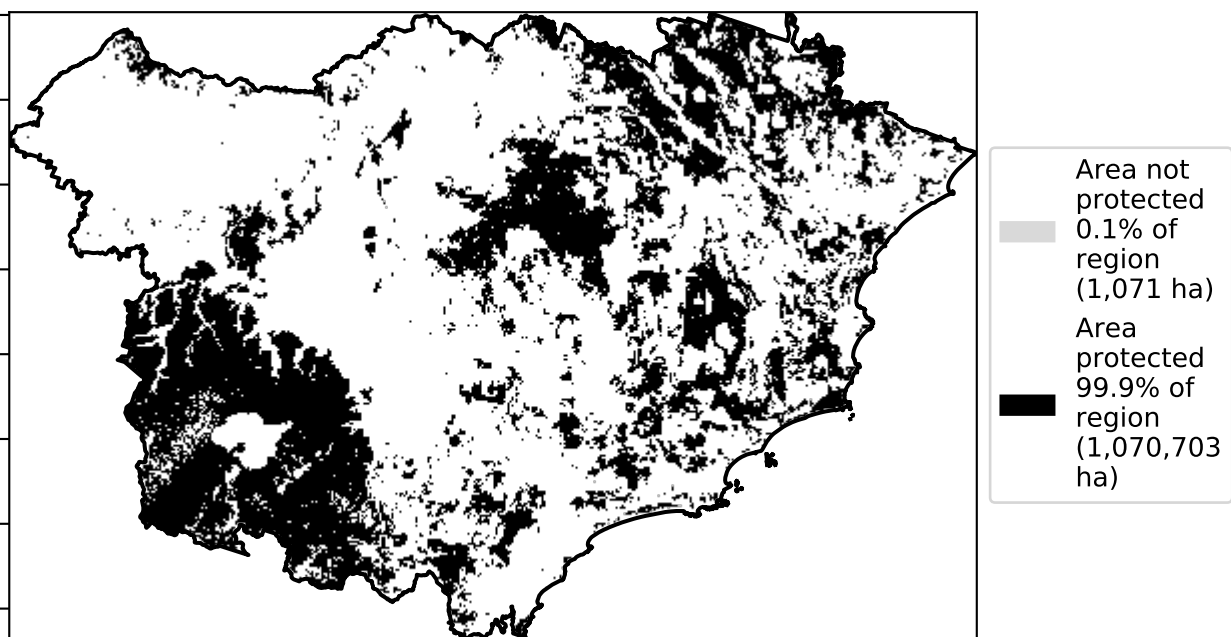 Area not
protected
0.1% of
region
(1,071 ha)
Area
protected
99.9% of
region
(1,070,703
ha)